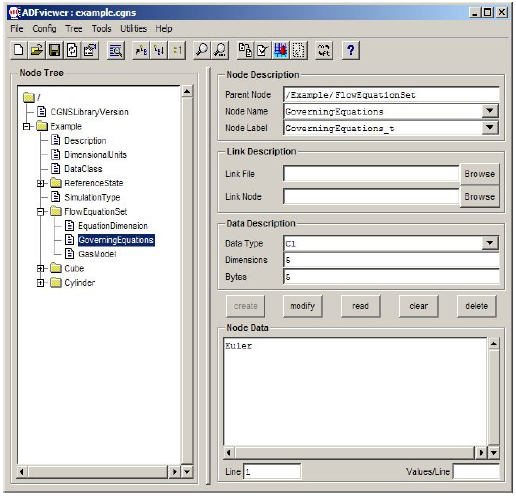 ADFviewer : example.cgns
File Config Tree Tools Utilities Help
Node Tree
/
CGNSLibraryVersion
Example
Description
DimensionalUnits
DataClass
ReferenceState
SimulationType
FlowEquationSet
EquationDimension
GoverningEquations
GasModel
Cube
Cylinder
Node Description
Parent Node /Example/FlowEquationSet
Node Name GoverningEquations
Node Label GoverningEquations_t
Link Description
Link File Browse
Link Node Browse
Data Description
Data Type C1
Dimensions 5
Bytes 5
create modify read clear delete
Node Data
Euler
Line 1 Values/Line